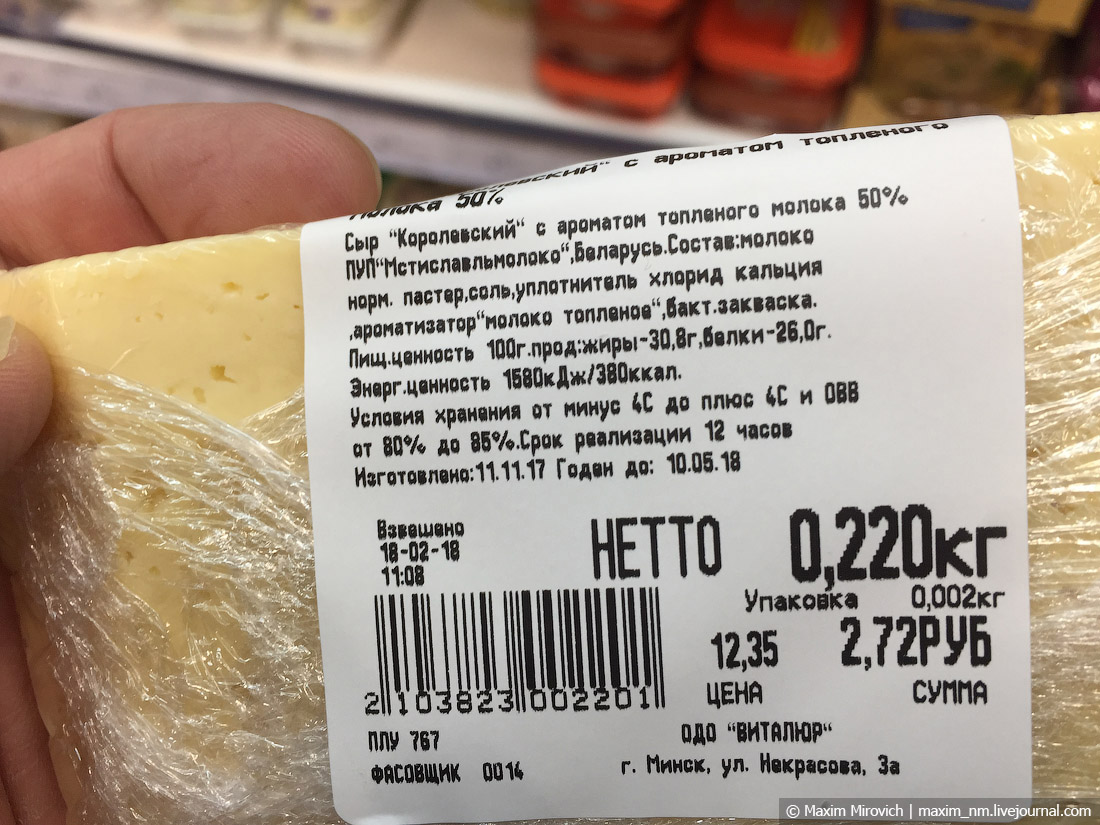 с ароматом топленого
молока 50%
Сыр "Королевский" с ароматом топленого молока 50%
ПУП"Мстиславльмолоко",Беларусь.Состав:молоко
норм. пастер,соль,уплотнитель хлорид кальция
,ароматизатор"молоко топленое",бакт.закваска.
Пищ.ценность 100г.прод:жиры-30,8г,белки-26,0г.
Энерг.ценность 1580кДж/380ккал.
Условия хранения от минус 4С до плюс 4С и ОВВ
от 80% до 85%.Срок реализации 12 часов
Изготовлено:11.11.17 Годен до: 10.05.18
Взвешено
18-02-18
11:08
НЕТТО 0,220кг
Упаковка 0,002кг
12,35 2,72РУБ
ЦЕНА СУММА
2 103823 002201
ПЛУ 767
ОДО "ВИТАЛЮР"
ФАСОВЩИК 0014
г. Минск, ул. Некрасова, 3а
© Maxim Mirovich | maxim_nm.livejournal.com